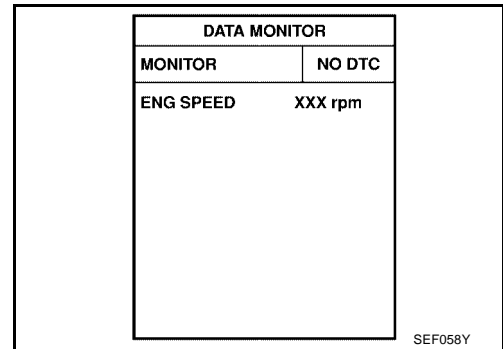 DATA MONITOR
MONITOR NO DTC
ENG SPEED XXX rpm
SEF058Y